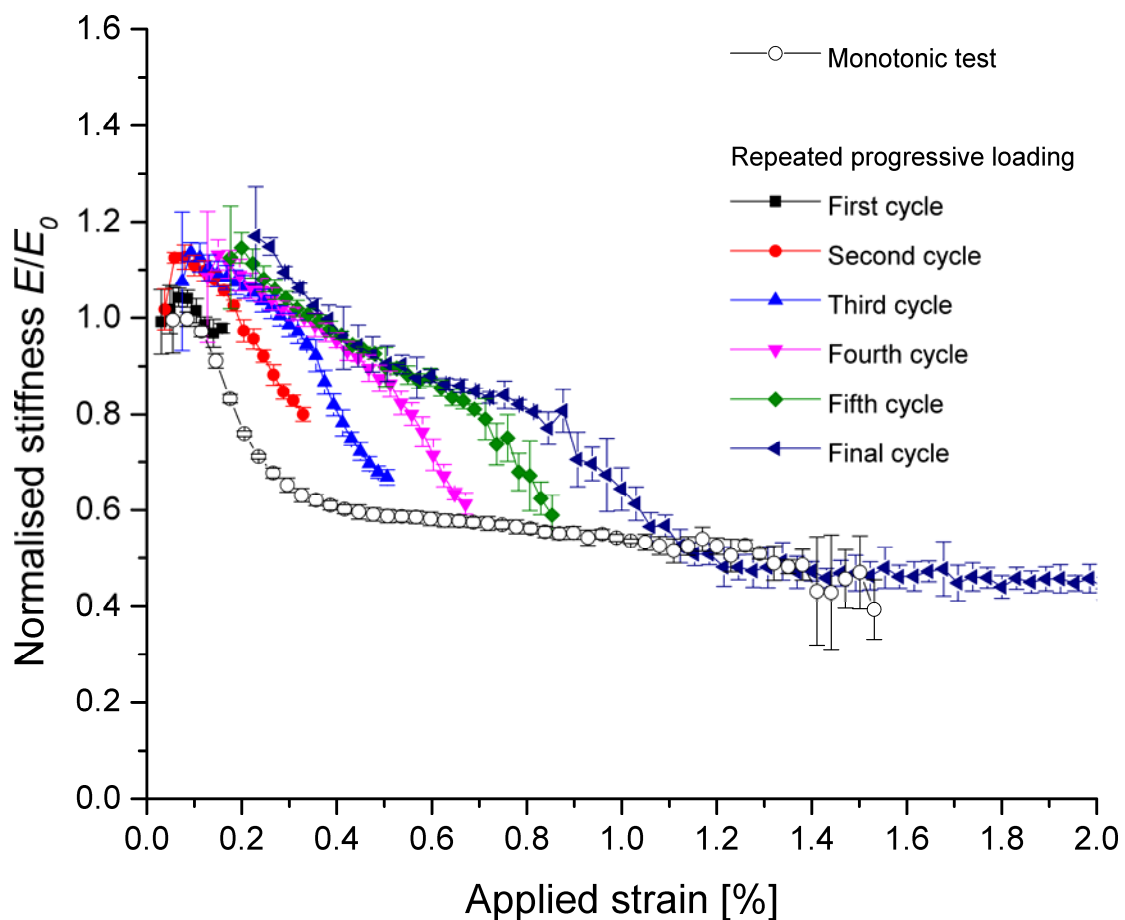 1.6
1.4
1.2
1.0
0.8
0.6
0.4
0.2
0.0
Normalised stiffness E/E0
0.0 0.2 0.4 0.6 0.8 1.0 1.2 1.4 1.6 1.8 2.0
Applied strain [%]
Monotonic test
Repeated progressive loading
First cycle
Second cycle
Third cycle
Fourth cycle
Fifth cycle
Final cycle